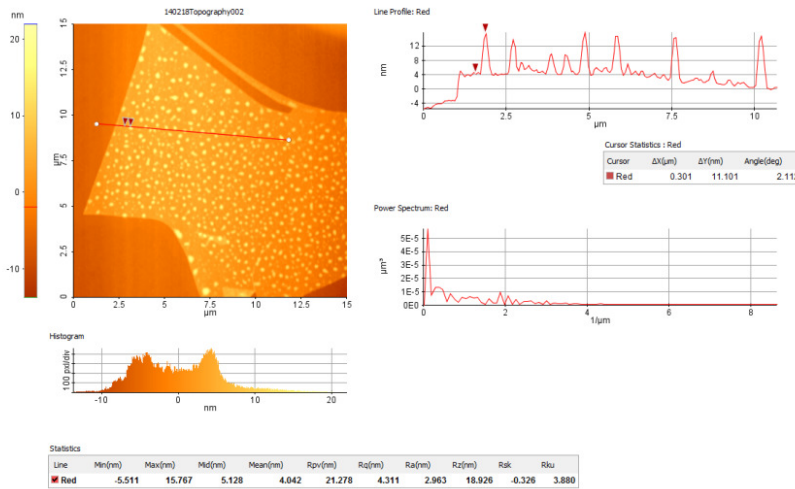 nm
20
10
0
-10
140218Topography002
15
10
7.5
μm
5
2.5
0
0 2.5 5 7.5 10 15
μm
Line Profile: Red
nm
12
8
4
0
-4
0 2.5 5 7.5 10
μm
Cursor Statistics : Red
Cursor ΔX(μm) ΔY(nm) Angle(deg)
Red 0.301 11.101 2.112
Power Spectrum: Red
μm³
5E-5
4E-5
3E-5
2E-5
1E-5
0E0
0 2 4 6 8
1/μm
Histogram
100 pxl/div
-10 0 10 20
nm
Statistics
Line Min(nm) Max(nm) Mid(nm) Mean(nm) Rpv(nm) Rq(nm) Ra(nm) Rz(nm) Rsk Rku
Red -5.511 15.767 5.128 4.042 21.278 4.311 2.963 18.926 -0.326 3.880